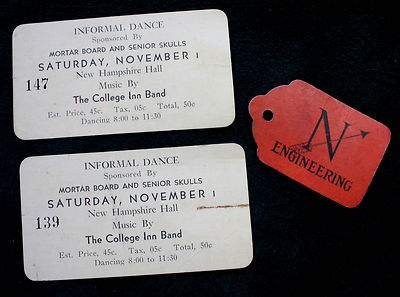 INFORMAL DANCE
Sponsored By
MORTAR BOARD AND SENIOR SKULLS
SATURDAY, NOVEMBER 1
147 New Hampshire Hall
Music By
The College Inn Band
Est. Price, 45c. Tax, 05c Total, 50c
Dancing 8:00 to 11:30
N
ENGINEERING
INFORMAL DANCE
Sponsored By
MORTAR BOARD AND SENIOR SKULLS
SATURDAY, NOVEMBER 1
139 New Hampshire Hall
Music By
The College Inn Band
Est. Price, 45c. Tax, 05c Total, 50c
Dancing 8:00 to 11:30